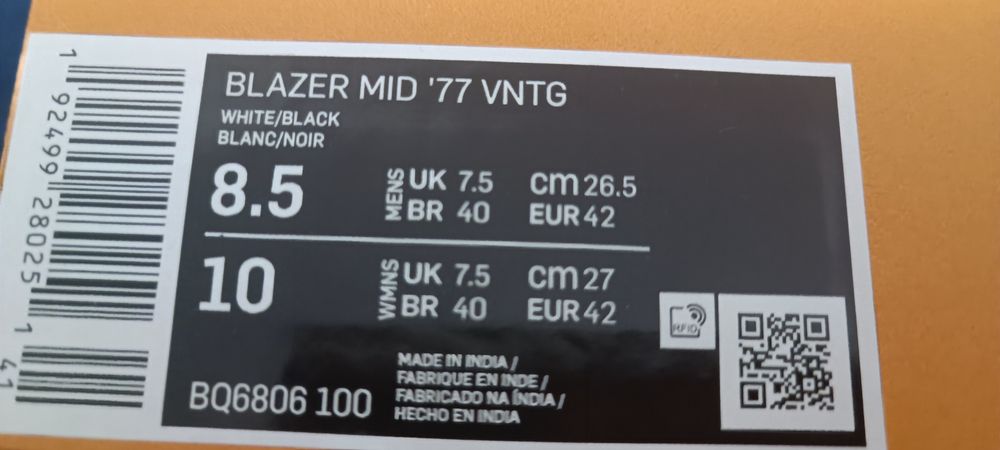 BLAZER MID '77 VNTG
WHITE/BLACK
BLANC/NOIR
8.5
MENS
UK 7.5 cm 26.5
BR 40 EUR 42
10
WMNS
UK 7.5 cm 27
BR 40 EUR 42
RFID
BQ6806 100
MADE IN INDIA /
FABRIQUE EN INDE /
FABRICADO NA ÍNDIA /
HECHO EN INDIA
1 92499 28025 1 41